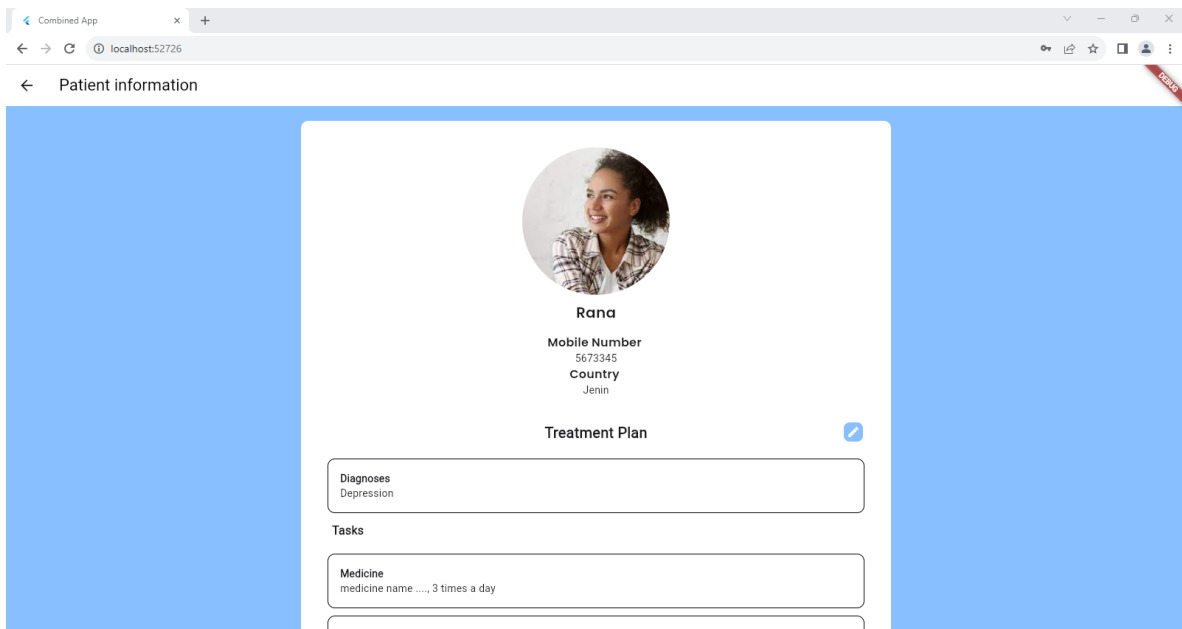 Combined App
localhost:52726
Patient information
DEBUG
Rana
Mobile Number
5673345
Country
Jenin
Treatment Plan
Diagnoses
Depression
Tasks
Medicine
medicine name ...., 3 times a day